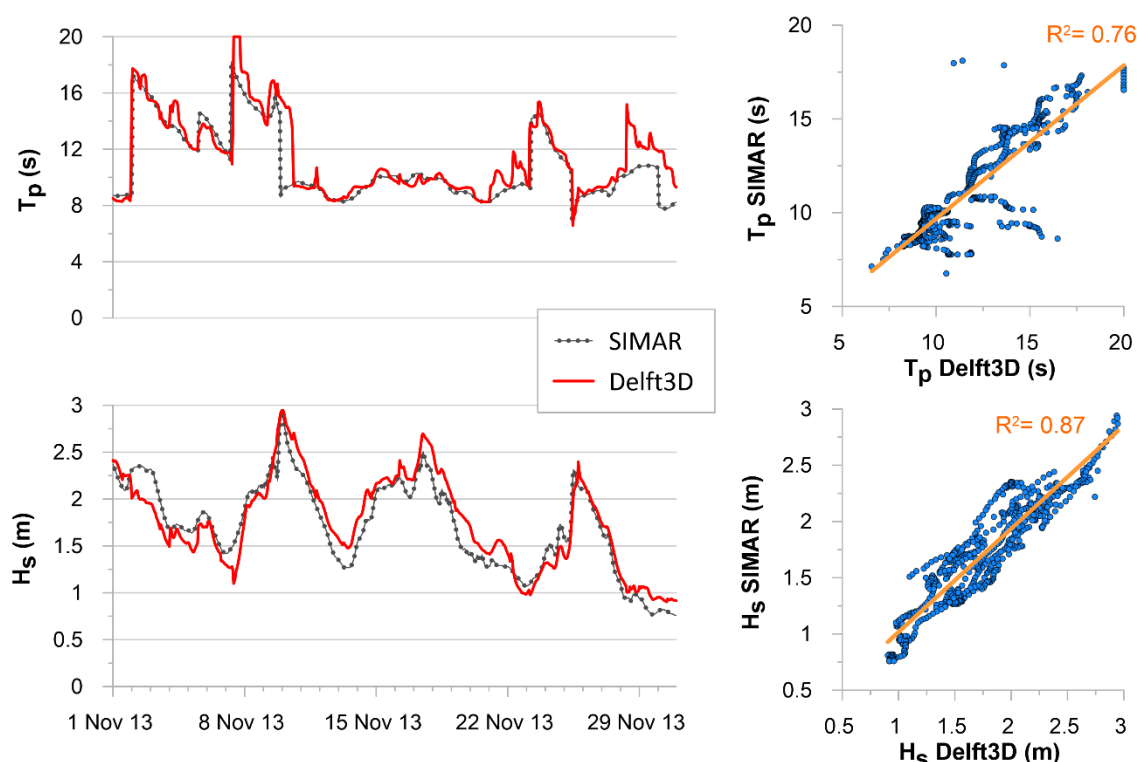 20
16
12
8
4
0
Tp (s)
SIMAR
Delft3D
3
2.5
2
1.5
1
0.5
0
Hs (m)
1 Nov 13
8 Nov 13
15 Nov 13
22 Nov 13
29 Nov 13
R²= 0.76
20
15
10
5
Tp SIMAR (s)
5
10
15
20
Tp Delft3D (s)
R²= 0.87
3
2.5
2
1.5
1
0.5
Hs SIMAR (m)
0.5
1
1.5
2
2.5
3
Hs Delft3D (m)